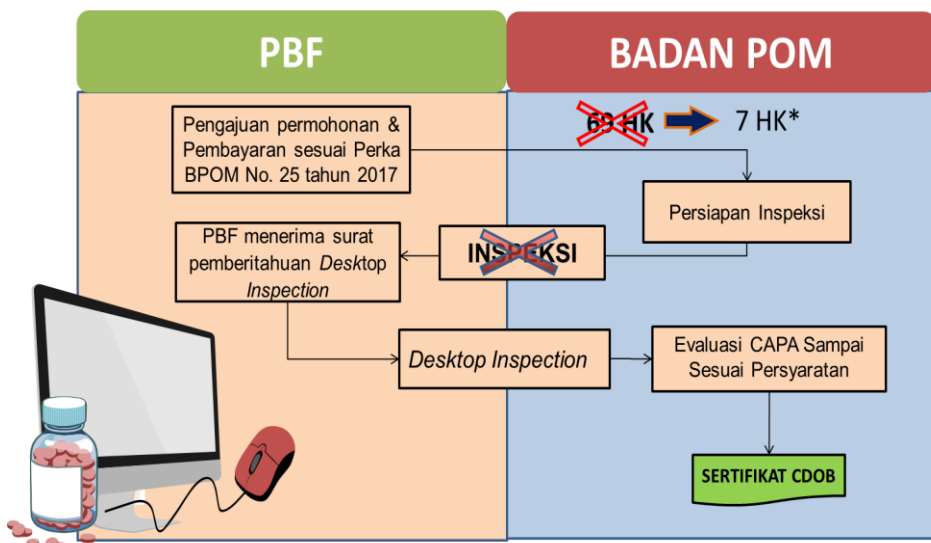 PBF
BADAN POM
Pengajuan permohonan &
Pembayaran sesuai Perka
BPOM No. 25 tahun 2017
69 HK
7 HK*
Persiapan Inspeksi
INSPEKSI
PBF menerima surat
pemberitahuan Desktop
Inspection
Desktop Inspection
Evaluasi CAPA Sampai
Sesuai Persyaratan
SERTIFIKAT CDOB